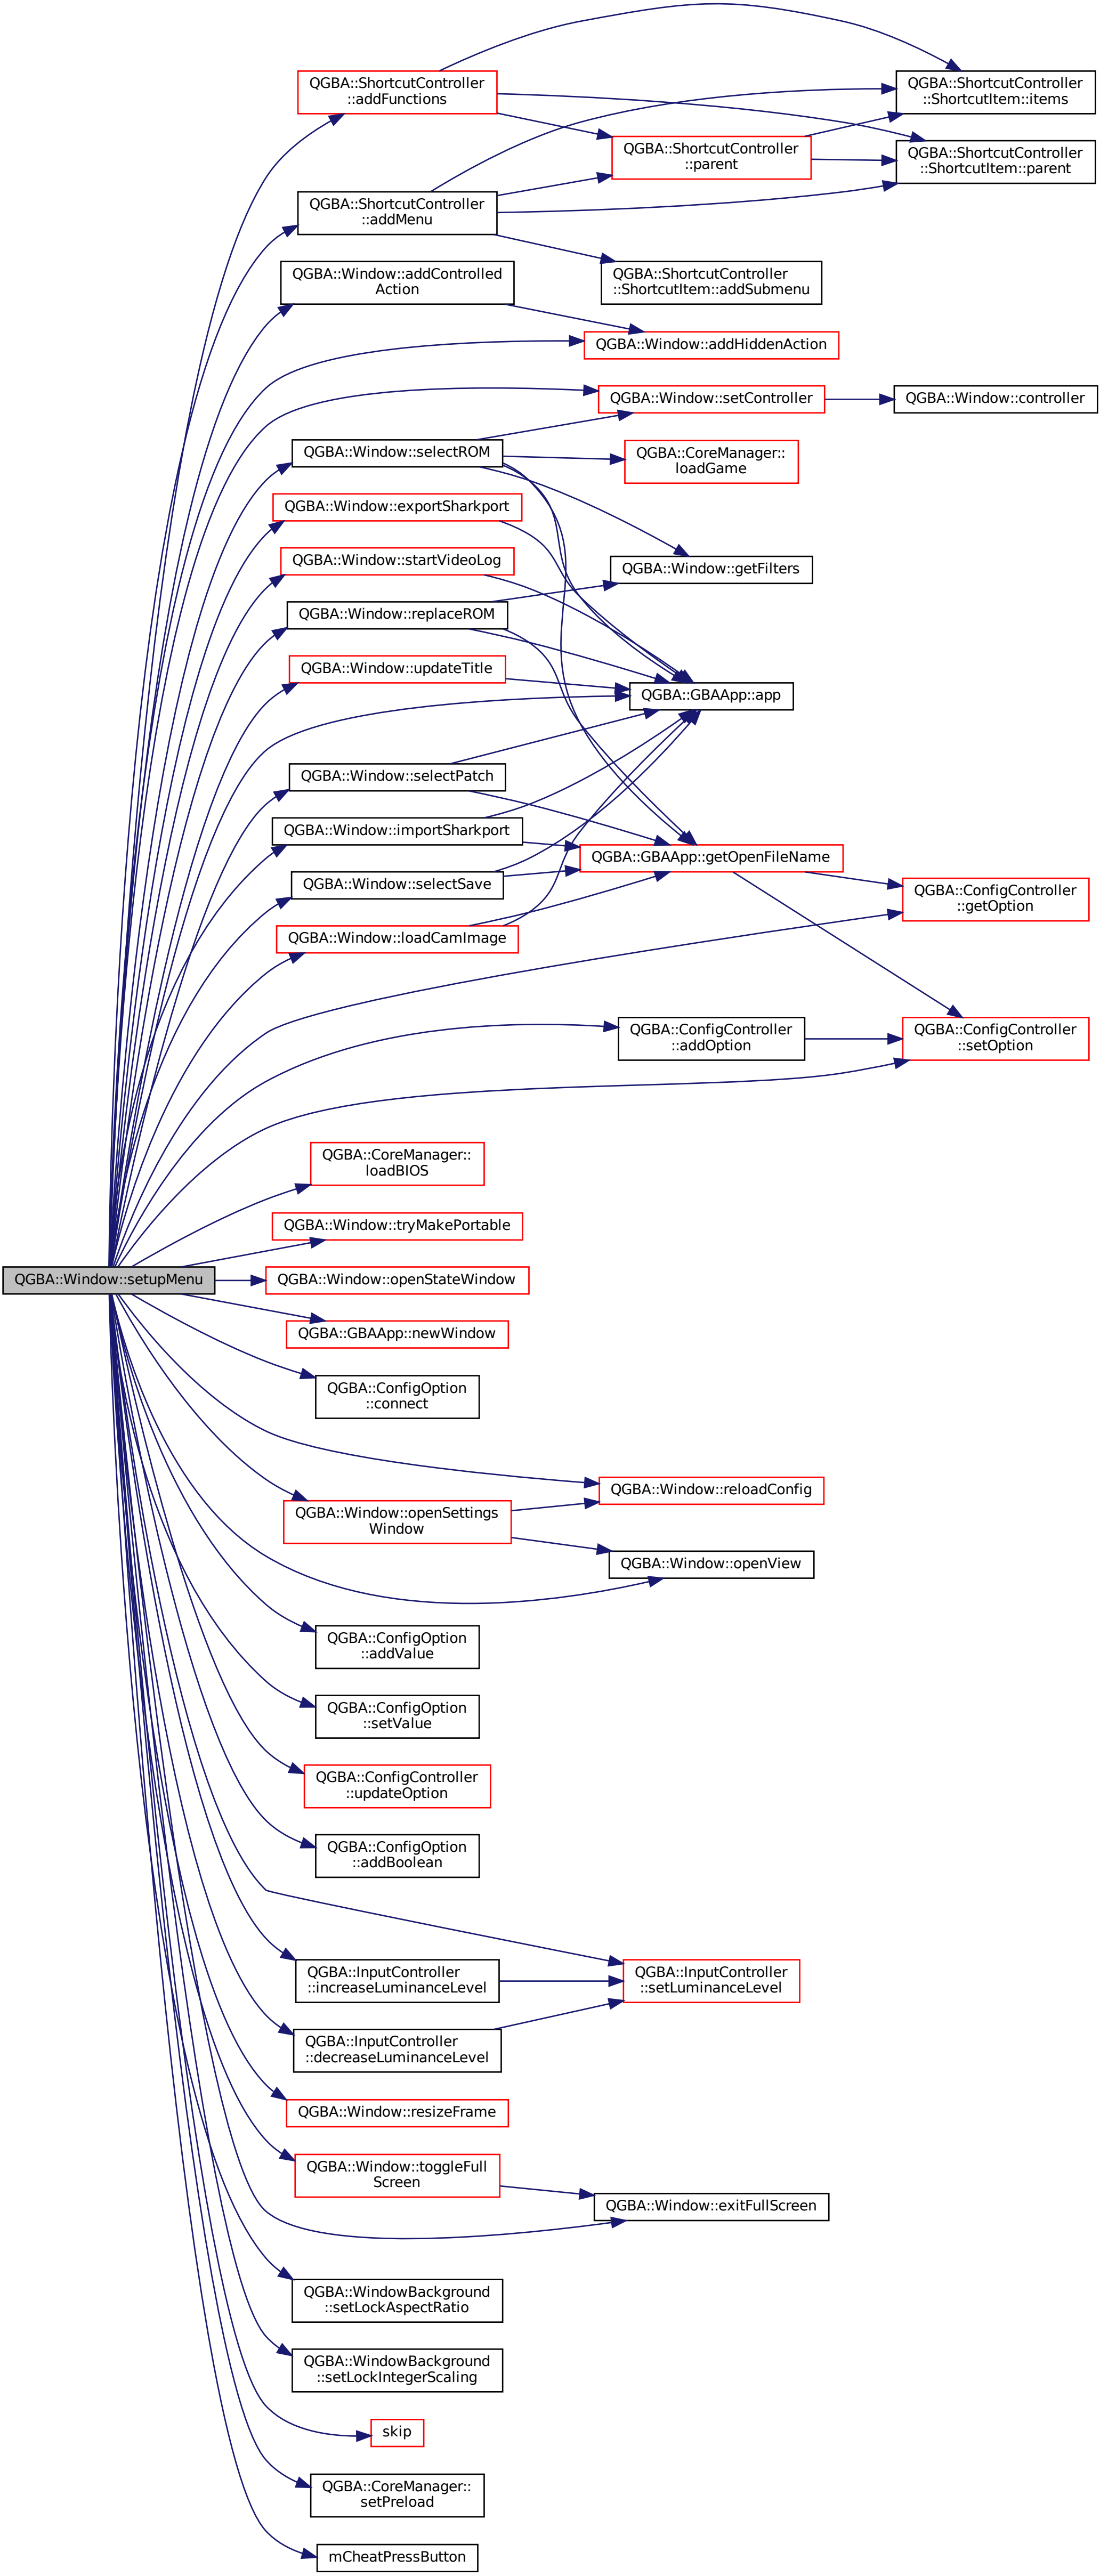 QGBA::ShortcutController
::addFunctions
QGBA::ShortcutController
::ShortcutItem::items
QGBA::ShortcutController
::parent
QGBA::ShortcutController
::ShortcutItem::parent
QGBA::ShortcutController
::addMenu
QGBA::ShortcutController
::ShortcutItem::addSubmenu
QGBA::Window::addControlled
Action
QGBA::Window::addHiddenAction
QGBA::Window::setController
QGBA::Window::controller
QGBA::Window::selectROM
QGBA::CoreManager::
loadGame
QGBA::Window::exportSharkport
QGBA::Window::startVideoLog
QGBA::Window::getFilters
QGBA::Window::replaceROM
QGBA::Window::updateTitle
QGBA::GBAApp::app
QGBA::Window::selectPatch
QGBA::Window::importSharkport
QGBA::GBAApp::getOpenFileName
QGBA::Window::selectSave
QGBA::ConfigController
::getOption
QGBA::Window::loadCamImage
QGBA::ConfigController
::addOption
QGBA::ConfigController
::setOption
QGBA::CoreManager::
loadBIOS
QGBA::Window::tryMakePortable
QGBA::Window::setupMenu
QGBA::Window::openStateWindow
QGBA::GBAApp::newWindow
QGBA::ConfigOption
::connect
QGBA::Window::reloadConfig
QGBA::Window::openSettings
Window
QGBA::Window::openView
QGBA::ConfigOption
::addValue
QGBA::ConfigOption
::setValue
QGBA::ConfigController
::updateOption
QGBA::ConfigOption
::addBoolean
QGBA::InputController
::increaseLuminanceLevel
QGBA::InputController
::setLuminanceLevel
QGBA::InputController
::decreaseLuminanceLevel
QGBA::Window::resizeFrame
QGBA::Window::toggleFull
Screen
QGBA::Window::exitFullScreen
QGBA::WindowBackground
::setLockAspectRatio
QGBA::WindowBackground
::setLockIntegerScaling
skip
QGBA::CoreManager::
setPreload
mCheatPressButton